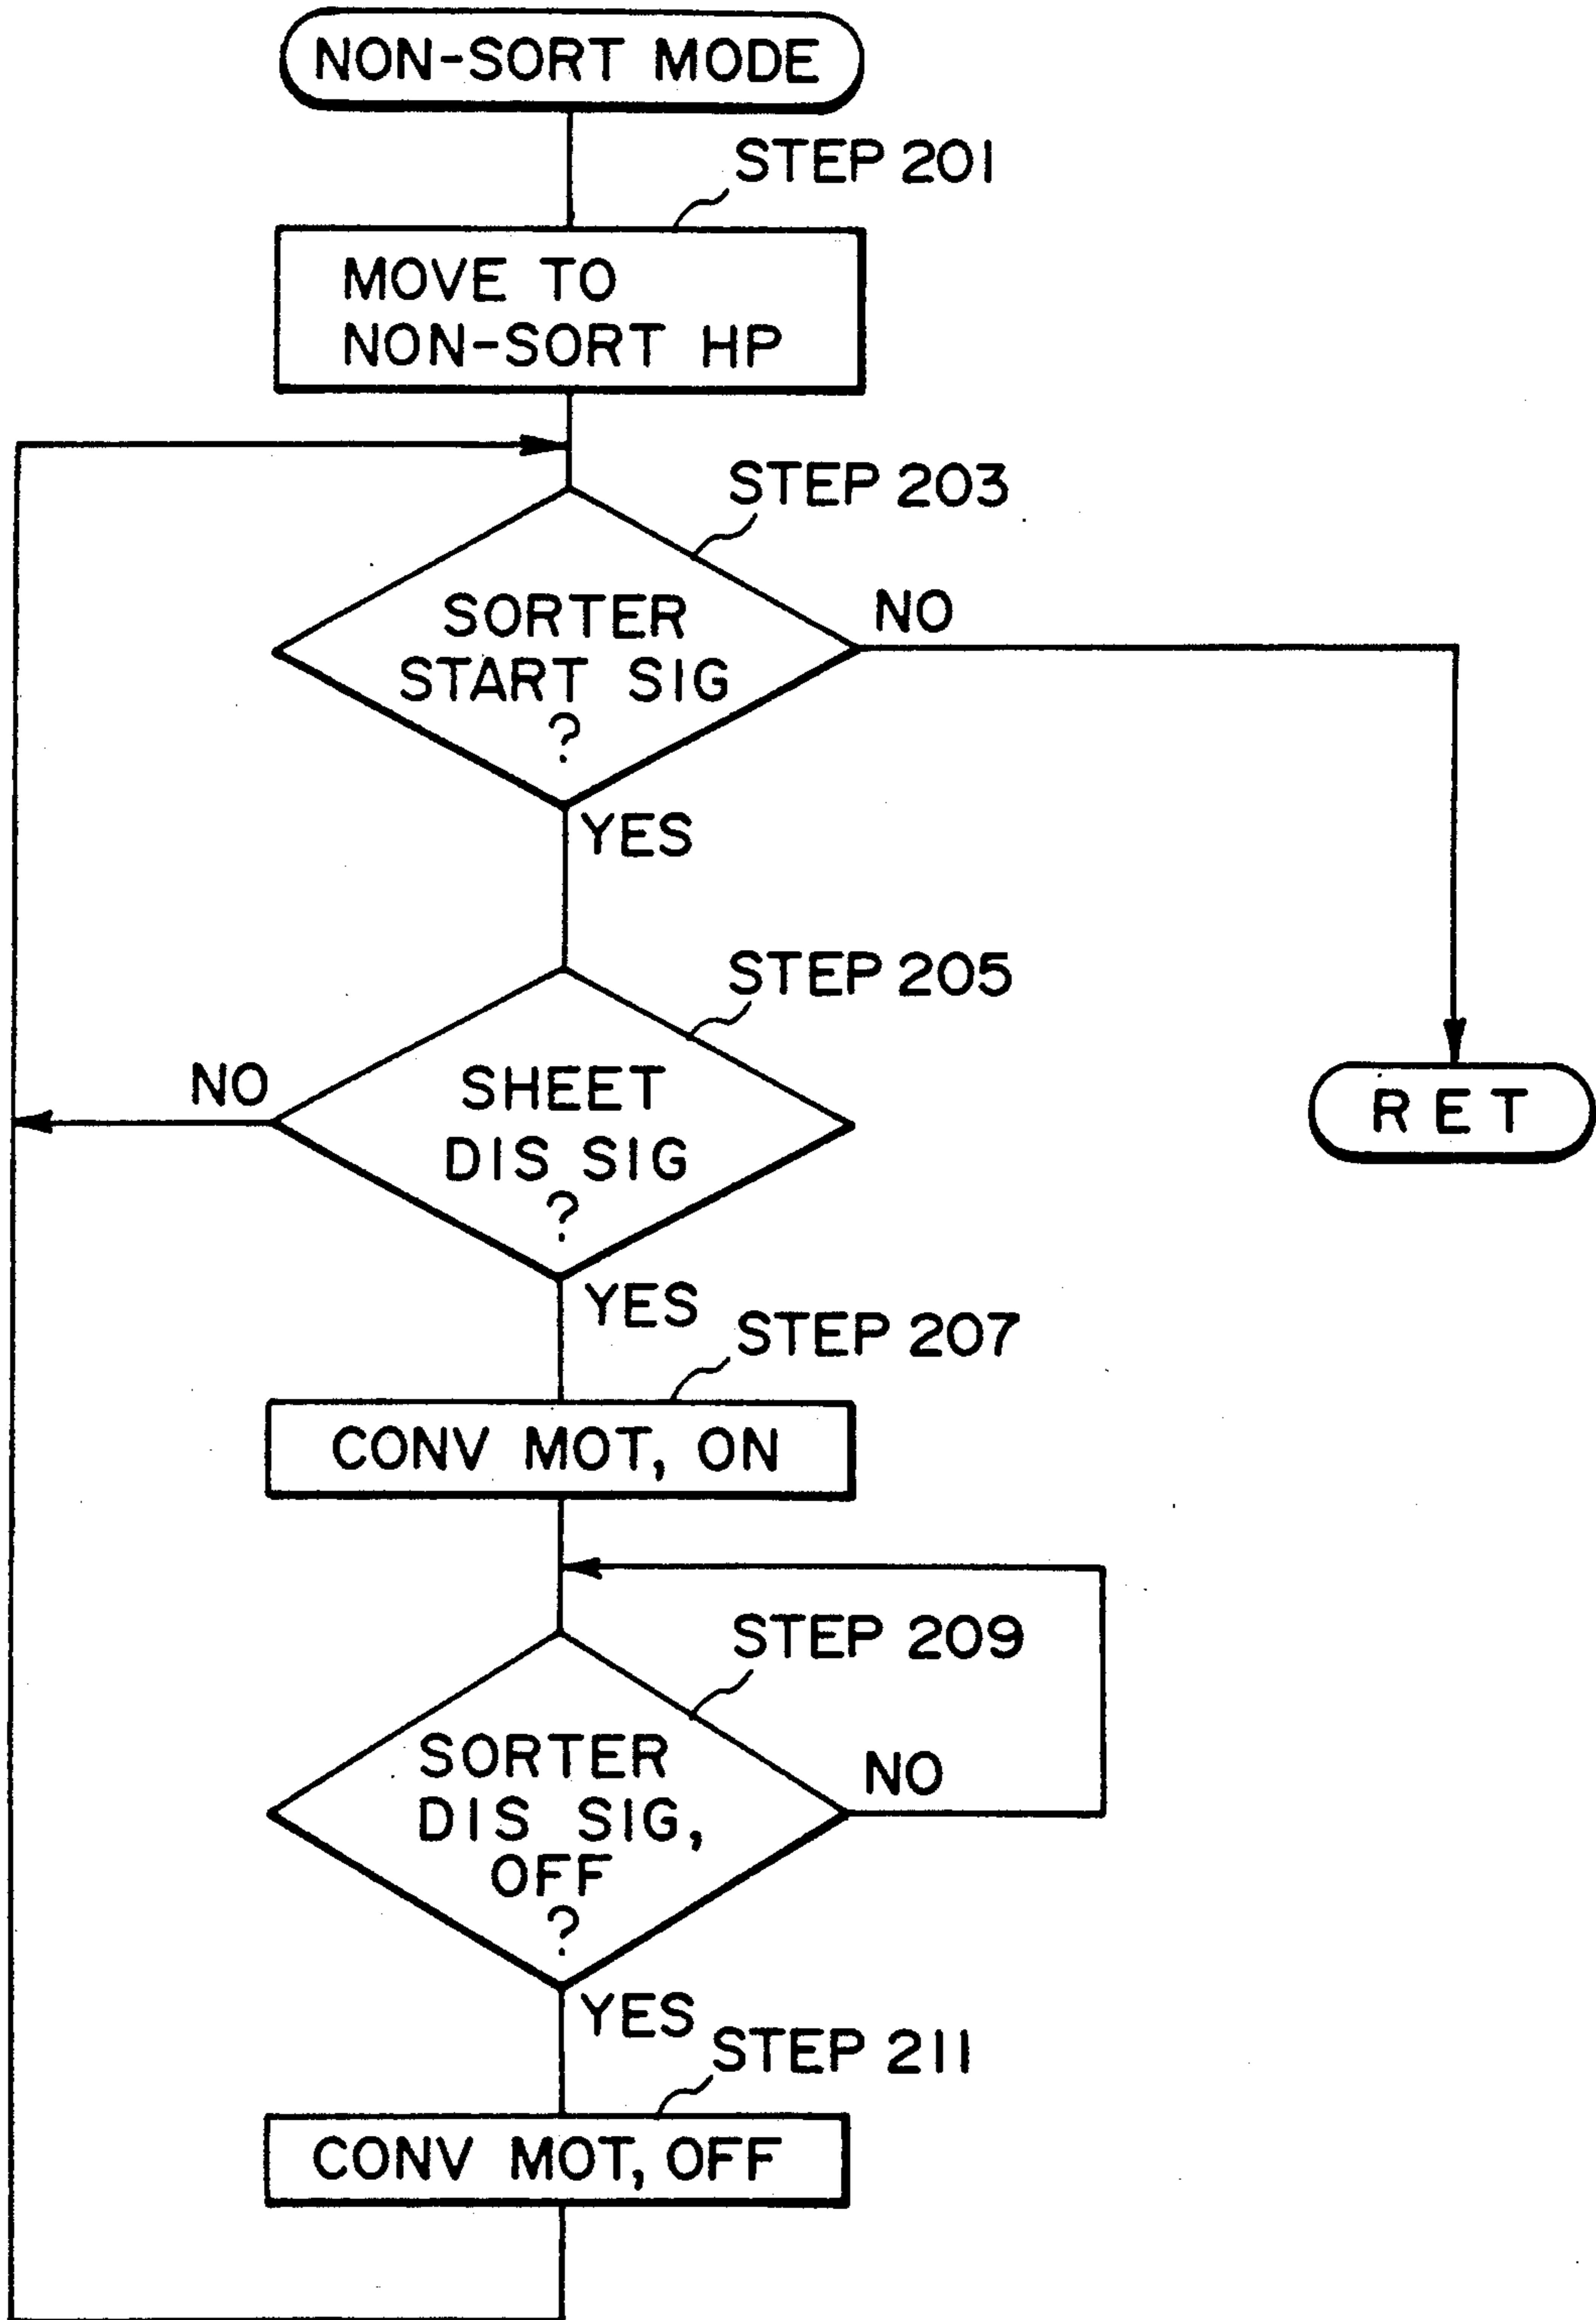 NON-SORT MODE
STEP 201
MOVE TO
NON-SORT HP
STEP 203
SORTER
START SIG
?
NO
YES
STEP 205
NO
SHEET
DIS SIG
?
RET
YES
STEP 207
CONV MOT, ON
STEP 209
SORTER
DIS SIG,
OFF
?
NO
YES
STEP 211
CONV MOT, OFF